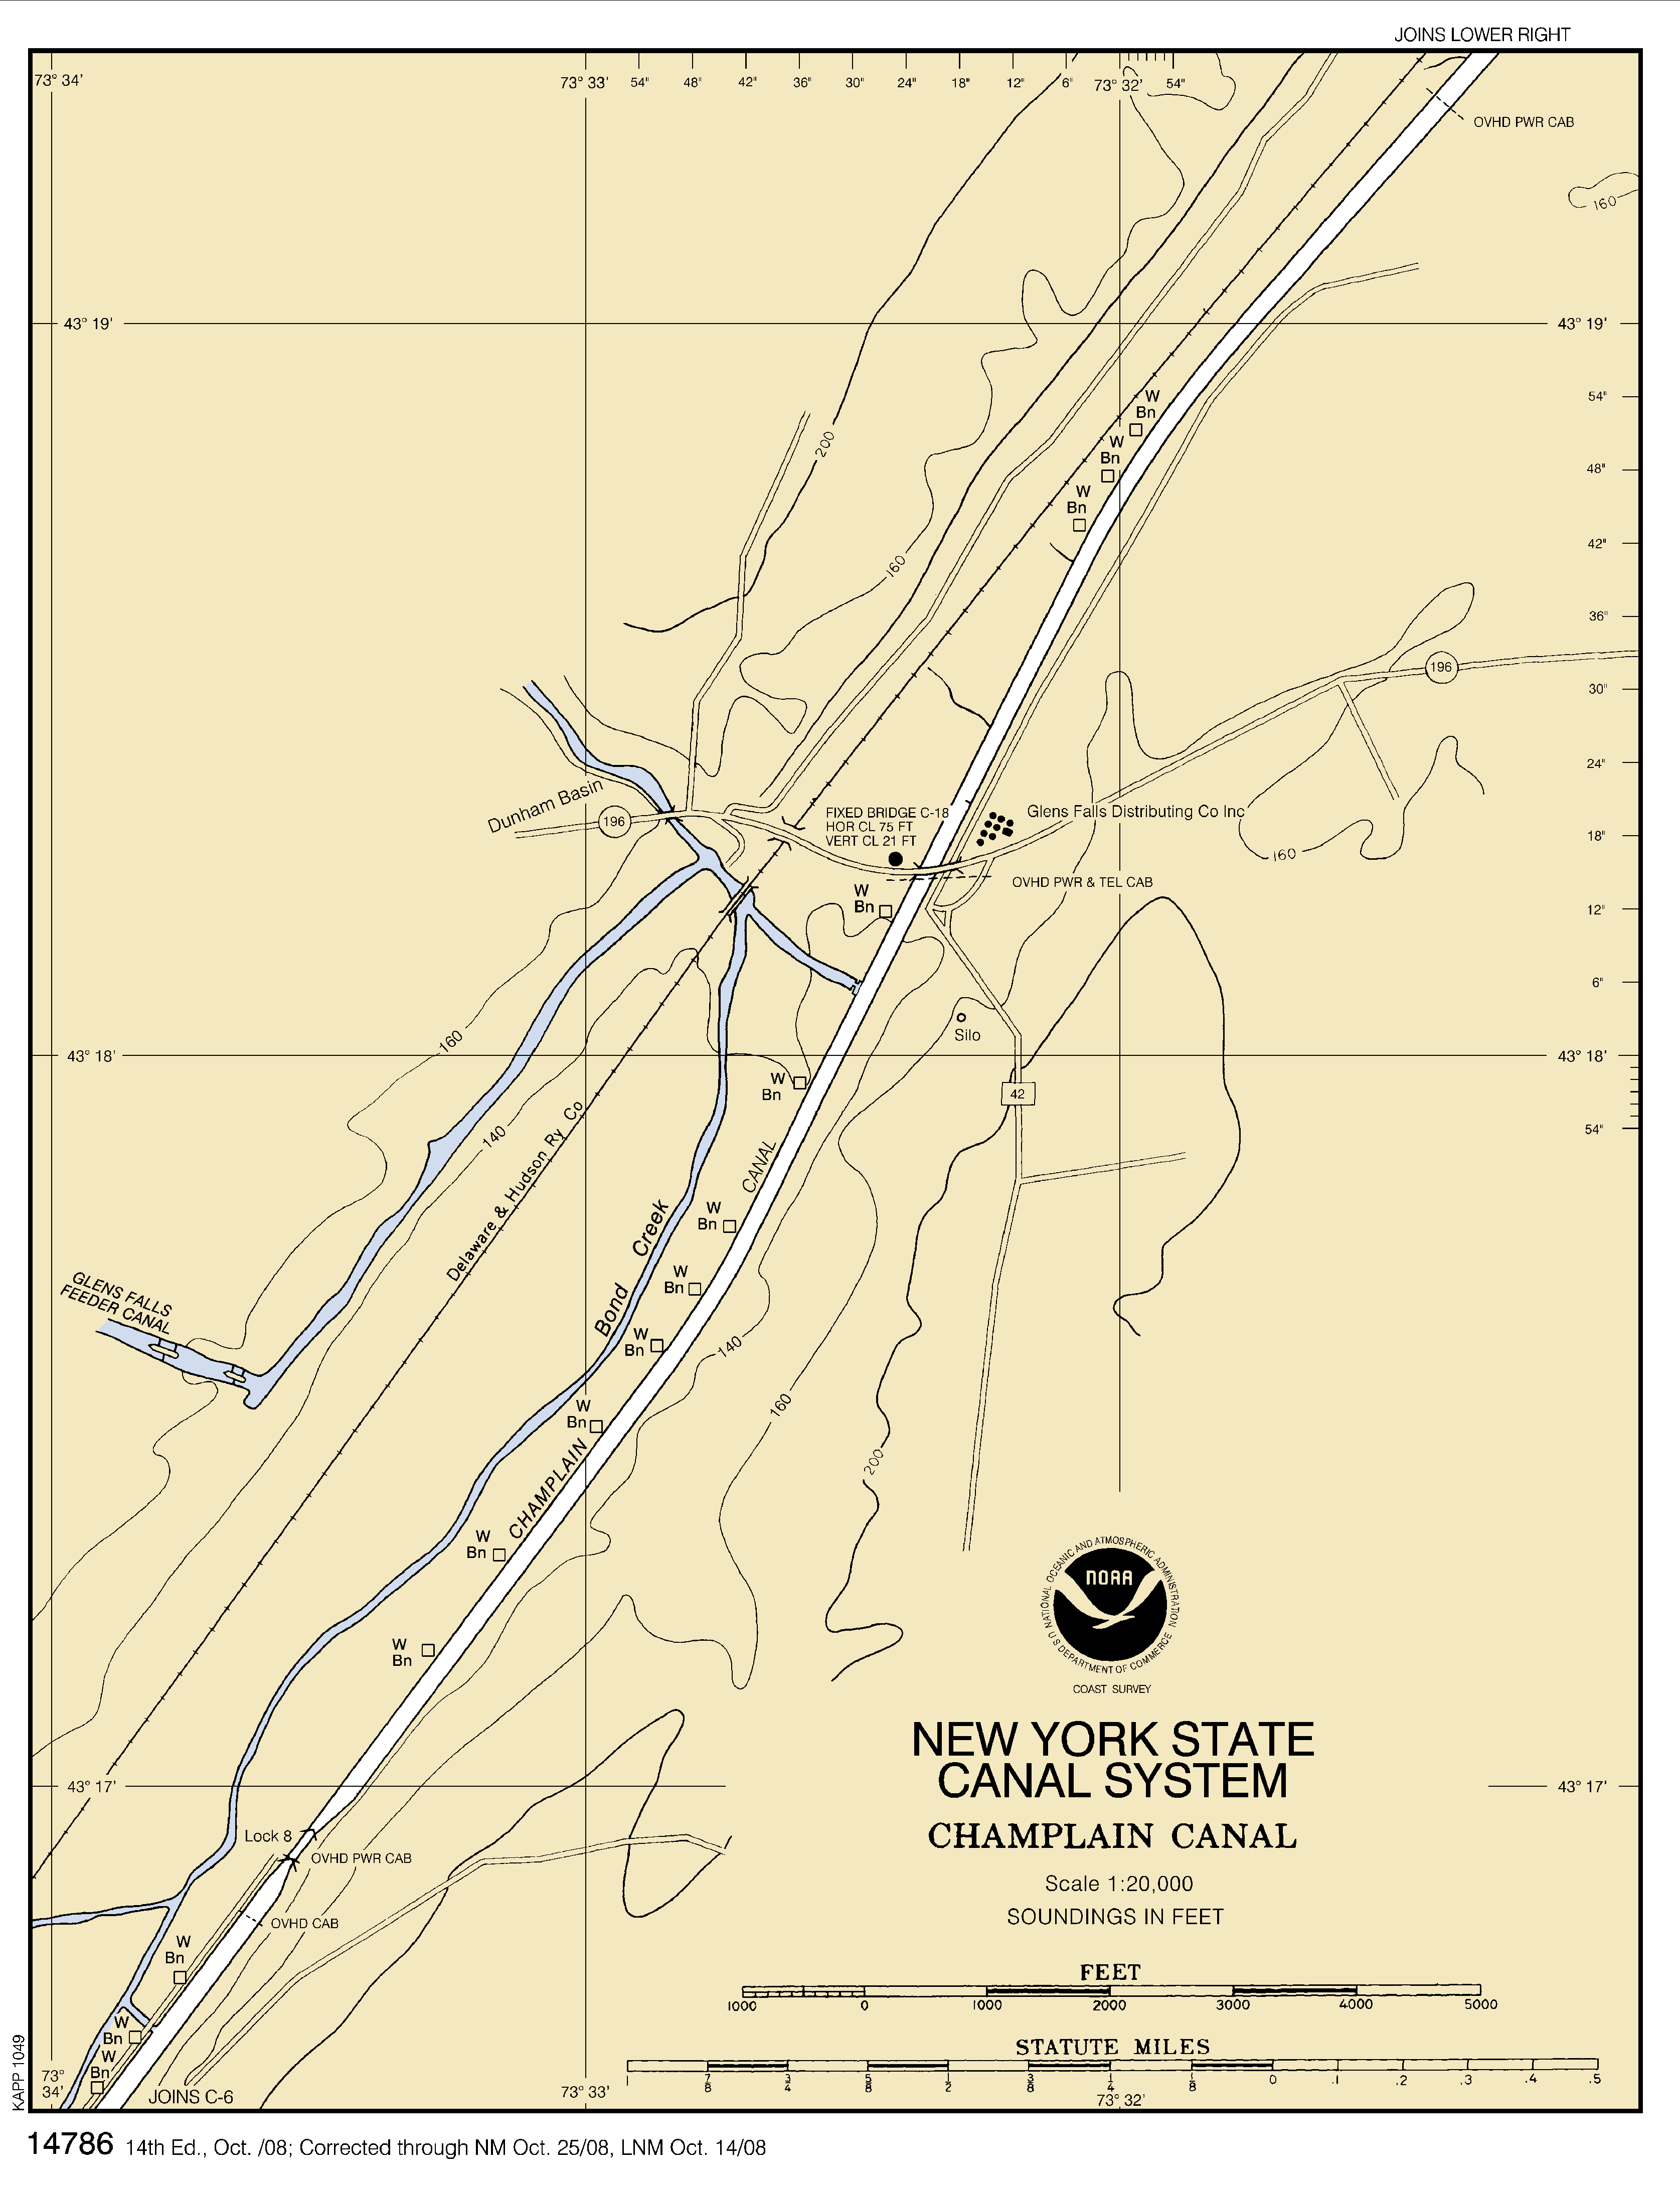 JOINS LOWER RIGHT
73° 34'
73° 33'
54"
48"
42"
36"
30"
24"
18"
12"
6"
73° 32'
54"
OVHD PWR CAB
160
43° 19'
43° 19'
54"
W
Bn
W
Bn
48"
W
Bn
200
42"
160
36"
196
30"
24"
Dunham Basin
196
FIXED BRIDGE C-18
HOR CL 75 FT
VERT CL 21 FT
Glens Falls Distributing Co Inc
18"
160
OVHD PWR & TEL CAB
W
Bn
12"
6"
Silo
160
43° 18'
43° 18'
W
Bn
42
54"
140
Delaware & Hudson Ry Co
CANAL
W
Bn
Bond Creek
W
Bn
GLENS FALLS
FEEDER CANAL
W
Bn
140
160
W
Bn
CHAMPLAIN
200
W
Bn
W
Bn
NATIONAL OCEANIC AND ATMOSPHERIC ADMINISTRATION
U S DEPARTMENT OF COMMERCE
NOAA
COAST SURVEY
NEW YORK STATE
CANAL SYSTEM
CHAMPLAIN CANAL
Scale 1:20,000
SOUNDINGS IN FEET
43° 17'
43° 17'
Lock 8
OVHD PWR CAB
OVHD CAB
W
Bn
W
Bn
W
Bn
FEET
1000 0 1000 2000 3000 4000 5000
STATUTE MILES
1 7/8 3/4 5/8 1/2 3/8 1/4 1/8 0 .1 .2 .3 .4 .5
73°
34'
JOINS C-6
73° 33'
73° 32'
KAPP 1049
14786 14th Ed., Oct. /08; Corrected through NM Oct. 25/08, LNM Oct. 14/08